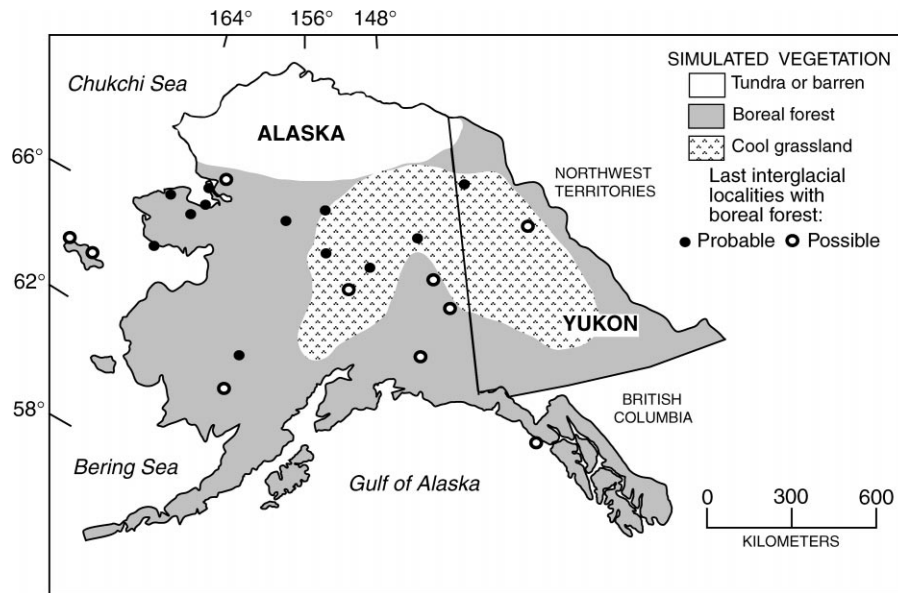 164° 156° 148°
SIMULATED VEGETATION
Chukchi Sea
Tundra or barren
Boreal forest
ALASKA
Cool grassland
66°
NORTHWEST
TERRITORIES
Last interglacial
localities with
boreal forest:
Probable Possible
62°
YUKON
58°
BRITISH
COLUMBIA
Bering Sea
Gulf of Alaska
0 300 600
KILOMETERS